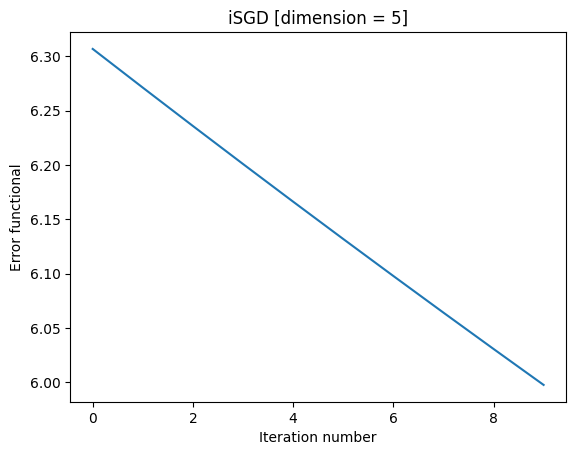 iSGD [dimension = 5]
Error functional
6.30
6.25
6.20
6.15
6.10
6.05
6.00
0 2 4 6 8
Iteration number